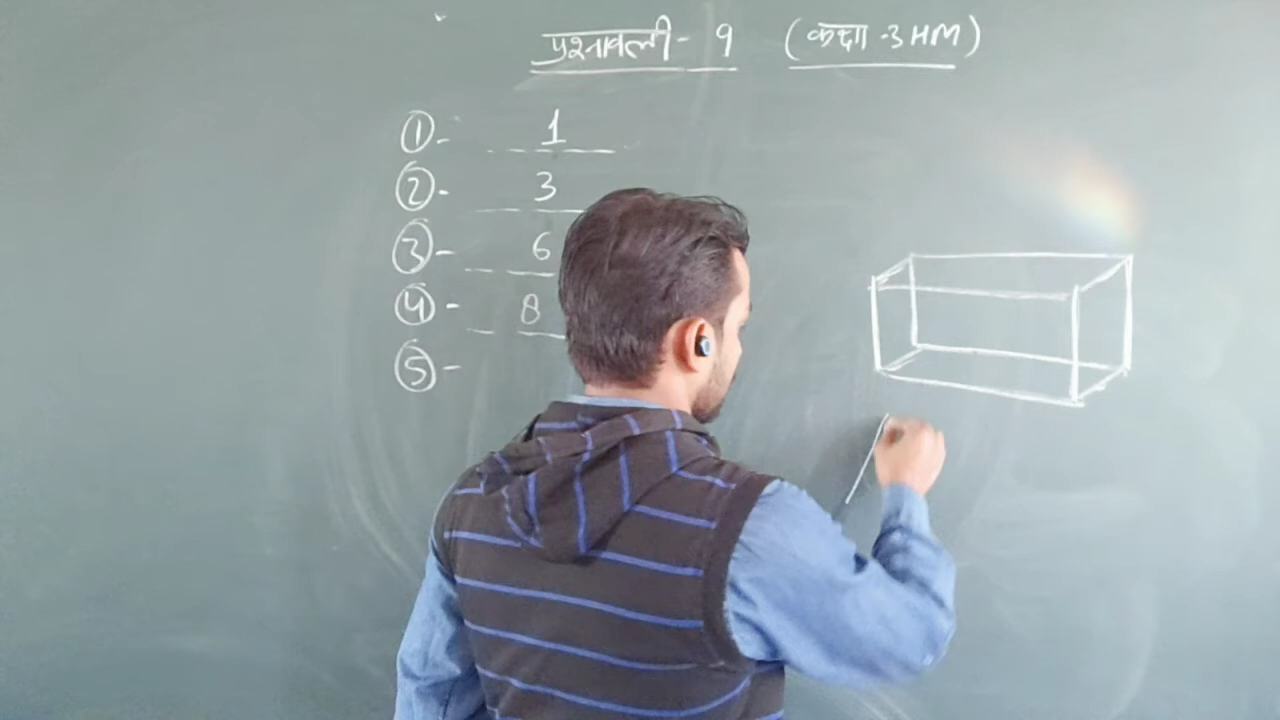 प्रश्नावली - 9 (कक्षा - 3 HM)
① - 1
② - 3
③ - 6
④ - 8
⑤ -